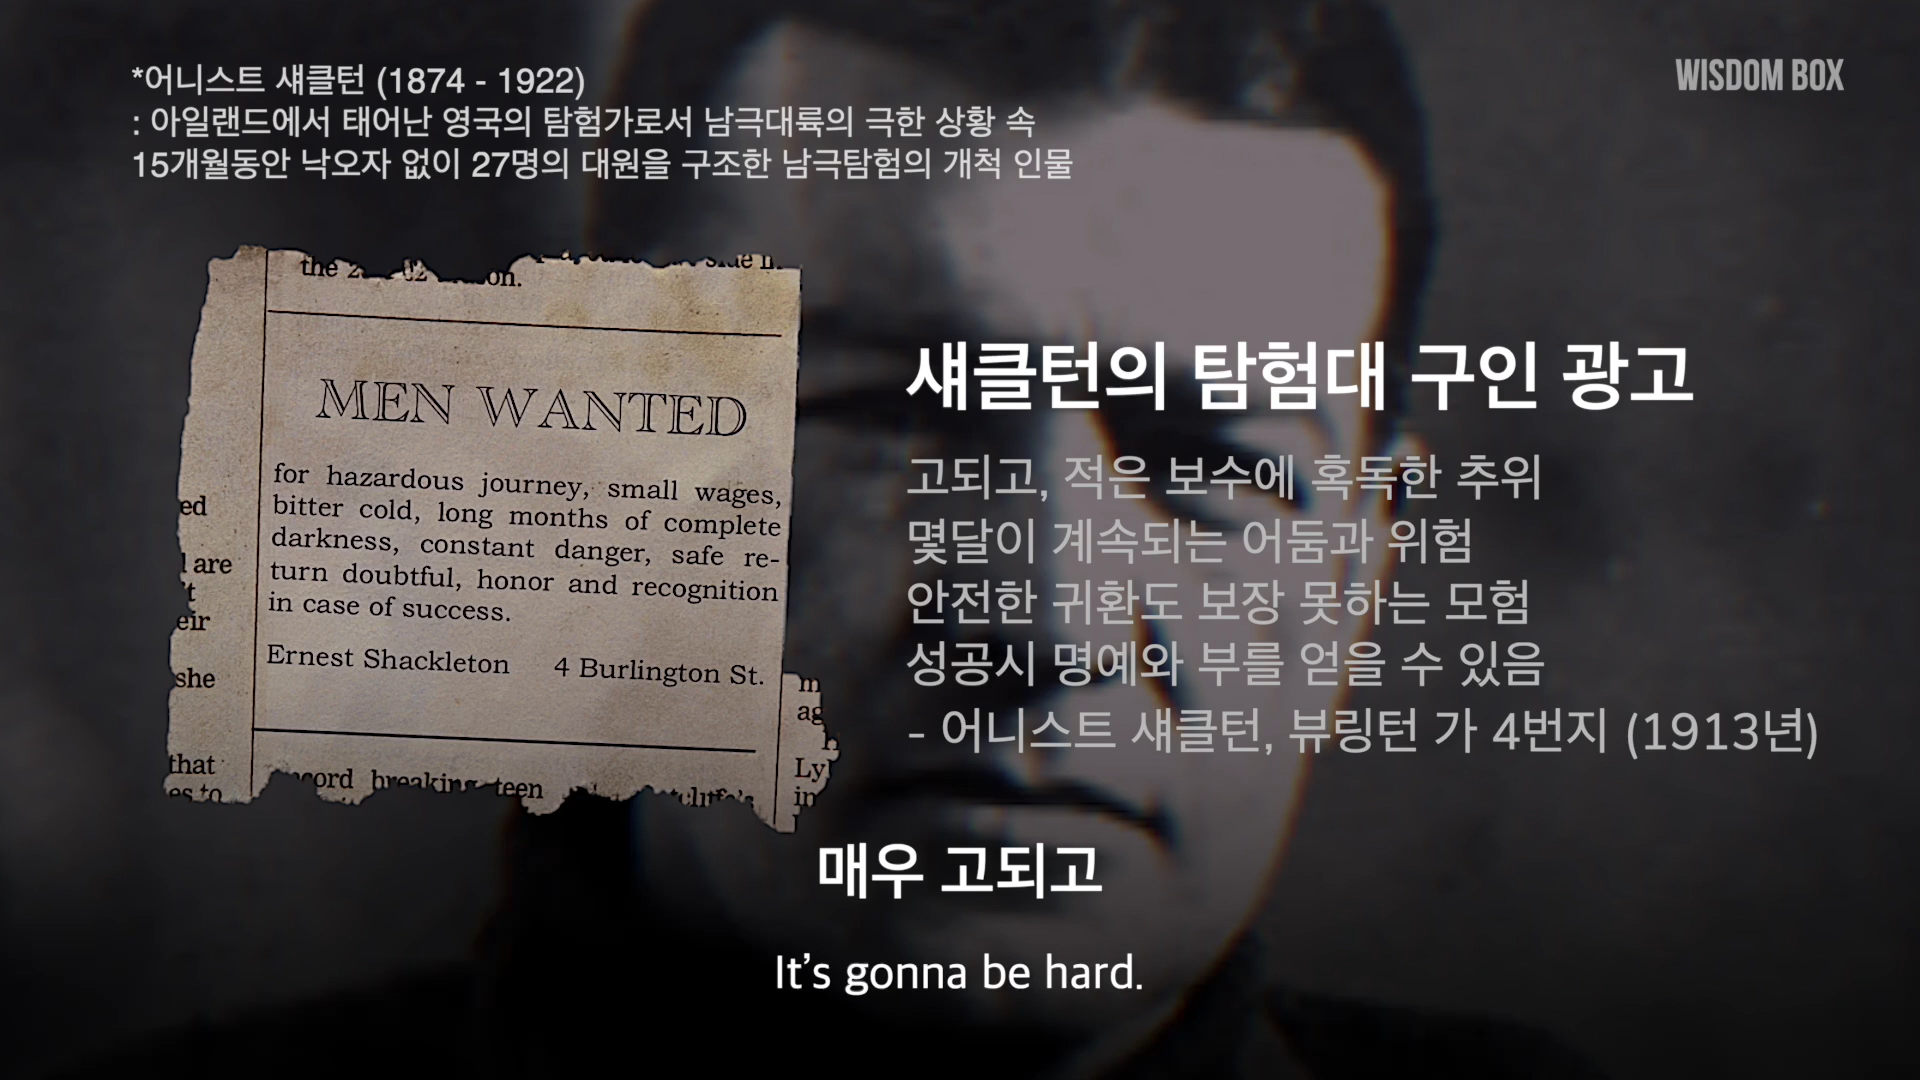 *어니스트 섀클턴 (1874 - 1922)
: 아일랜드에서 태어난 영국의 탐험가로서 남극대륙의 극한 상황 속
15개월동안 낙오자 없이 27명의 대원을 구조한 남극탐험의 개척 인물
WISDOM BOX
the
on.
MEN WANTED
for hazardous journey, small wages,
bitter cold, long months of complete
darkness, constant danger, safe re-
turn doubtful, honor and recognition
in case of success.
Ernest Shackleton 4 Burlington St.
ed
are
eir
she
that
es to
breaking teen
m
ag
Ly
in
섀클턴의 탐험대 구인 광고
고되고, 적은 보수에 혹독한 추위
몇달이 계속되는 어둠과 위험
안전한 귀환도 보장 못하는 모험
성공시 명예와 부를 얻을 수 있음
- 어니스트 섀클턴, 뷰링턴 가 4번지 (1913년)
매우 고되고
It's gonna be hard.